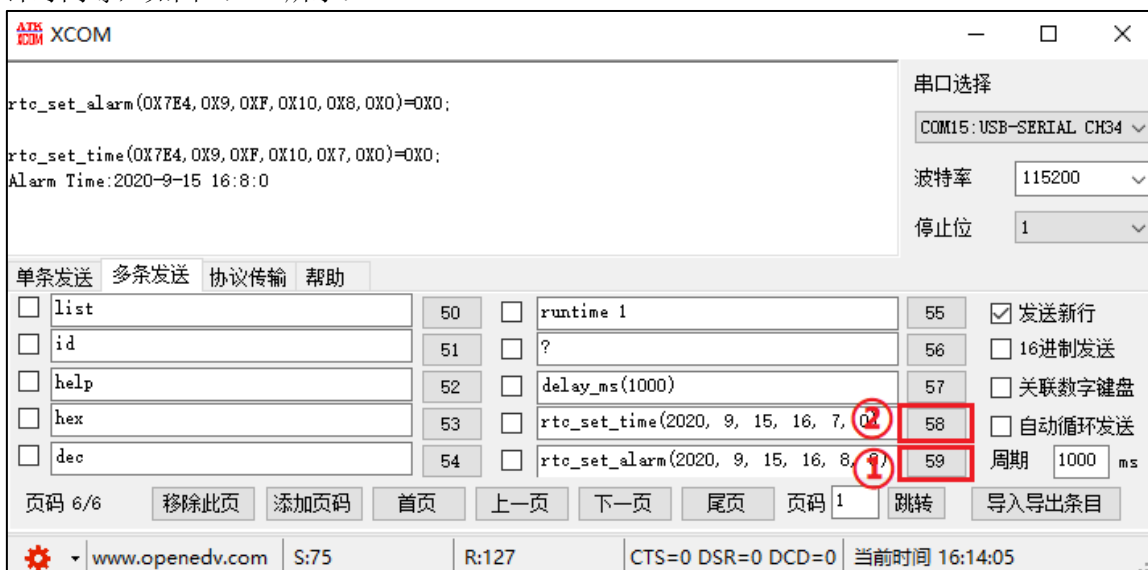 ATK XCOM XCOM
rtc_set_alarm(0X7E4,0X9,0XF,0X10,0X8,0X0)=0X0;
rtc_set_time(0X7E4,0X9,0XF,0X10,0X7,0X0)=0X0;
Alarm Time:2020-9-15 16:8:0
串口选择
COM15:USB-SERIAL CH34
波特率 115200
停止位 1
单条发送 多条发送 协议传输 帮助
list 50 runtime 1 55 发送新行
id 51 ? 56 16进制发送
help 52 delay_ms(1000) 57 关联数字键盘
hex 53 rtc_set_time(2020, 9, 15, 16, 7, 0) ② 58 自动循环发送
dec 54 rtc_set_alarm(2020, 9, 15, 16, 8, 0) ① 59 周期 1000 ms
页码 6/6 移除此页 添加页码 首页 上一页 下一页 尾页 页码 1 跳转 导入导出条目
www.openedv.com S:75 R:127 CTS=0 DSR=0 DCD=0 当前时间 16:14:05